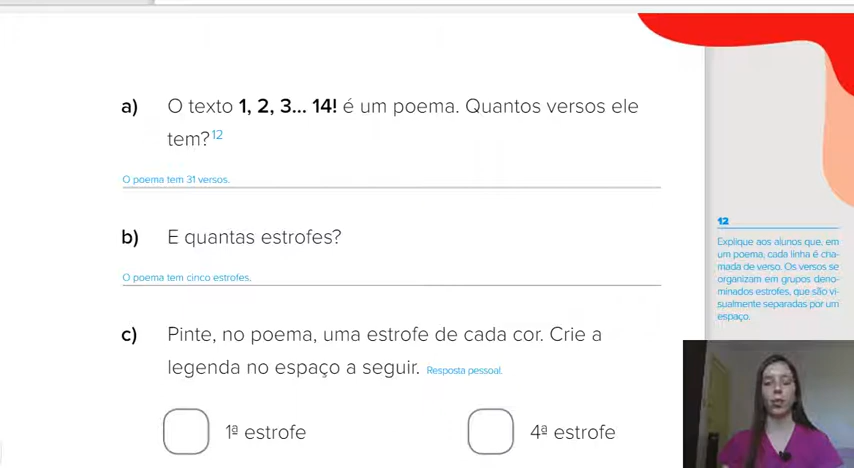 a) O texto 1, 2, 3... 14! é um poema. Quantos versos ele
tem?12
O poema tem 31 versos.
b) E quantas estrofes?
O poema tem cinco estrofes.
c) Pinte, no poema, uma estrofe de cada cor. Crie a
legenda no espaço a seguir. Resposta pessoal.
1ª estrofe
4ª estrofe
12
Explique aos alunos que, em
um poema, cada linha é cha-
mada de verso. Os versos se
organizam em grupos deno-
minados estrofes, que são vi-
sualmente separadas por um
espaço.